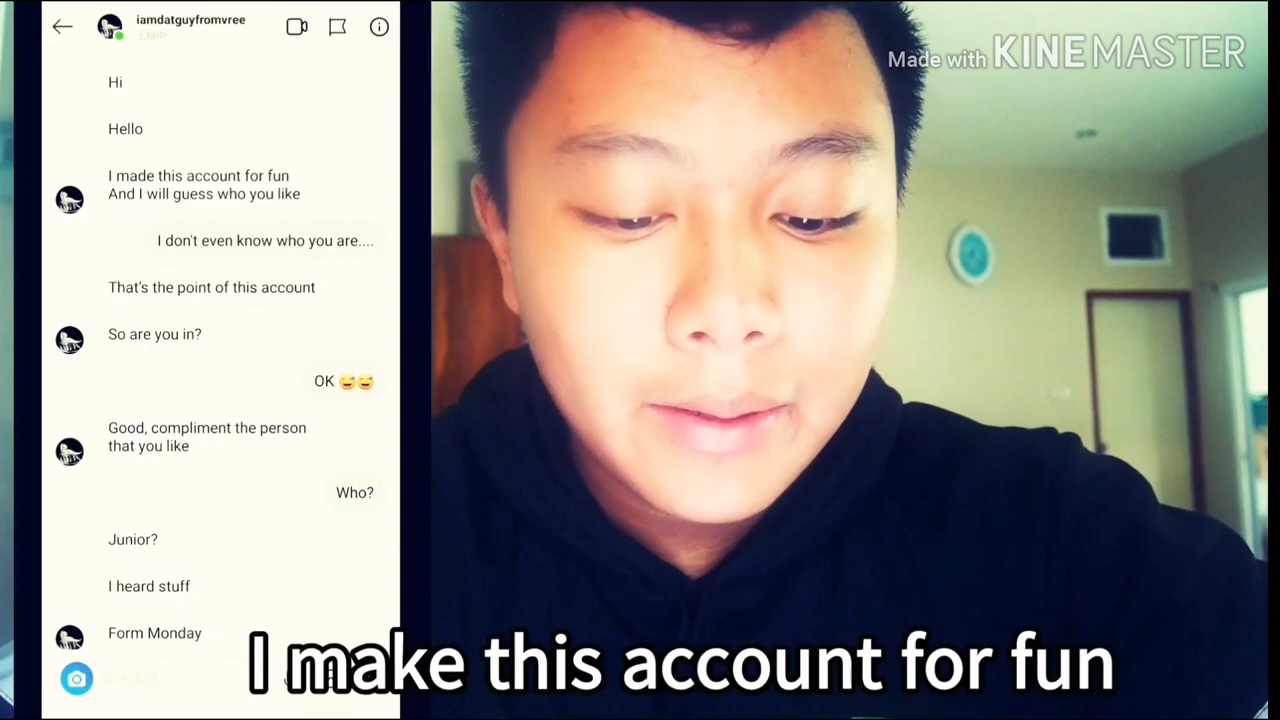 iamdatguyfromvree
Made with KINEMASTER
Hi
Hello
I made this account for fun
And I will guess who you like
I don't even know who you are....
That's the point of this account
So are you in?
OK 😅😅
Good, compliment the person
that you like
Who?
Junior?
I heard stuff
Form Monday
I make this account for fun